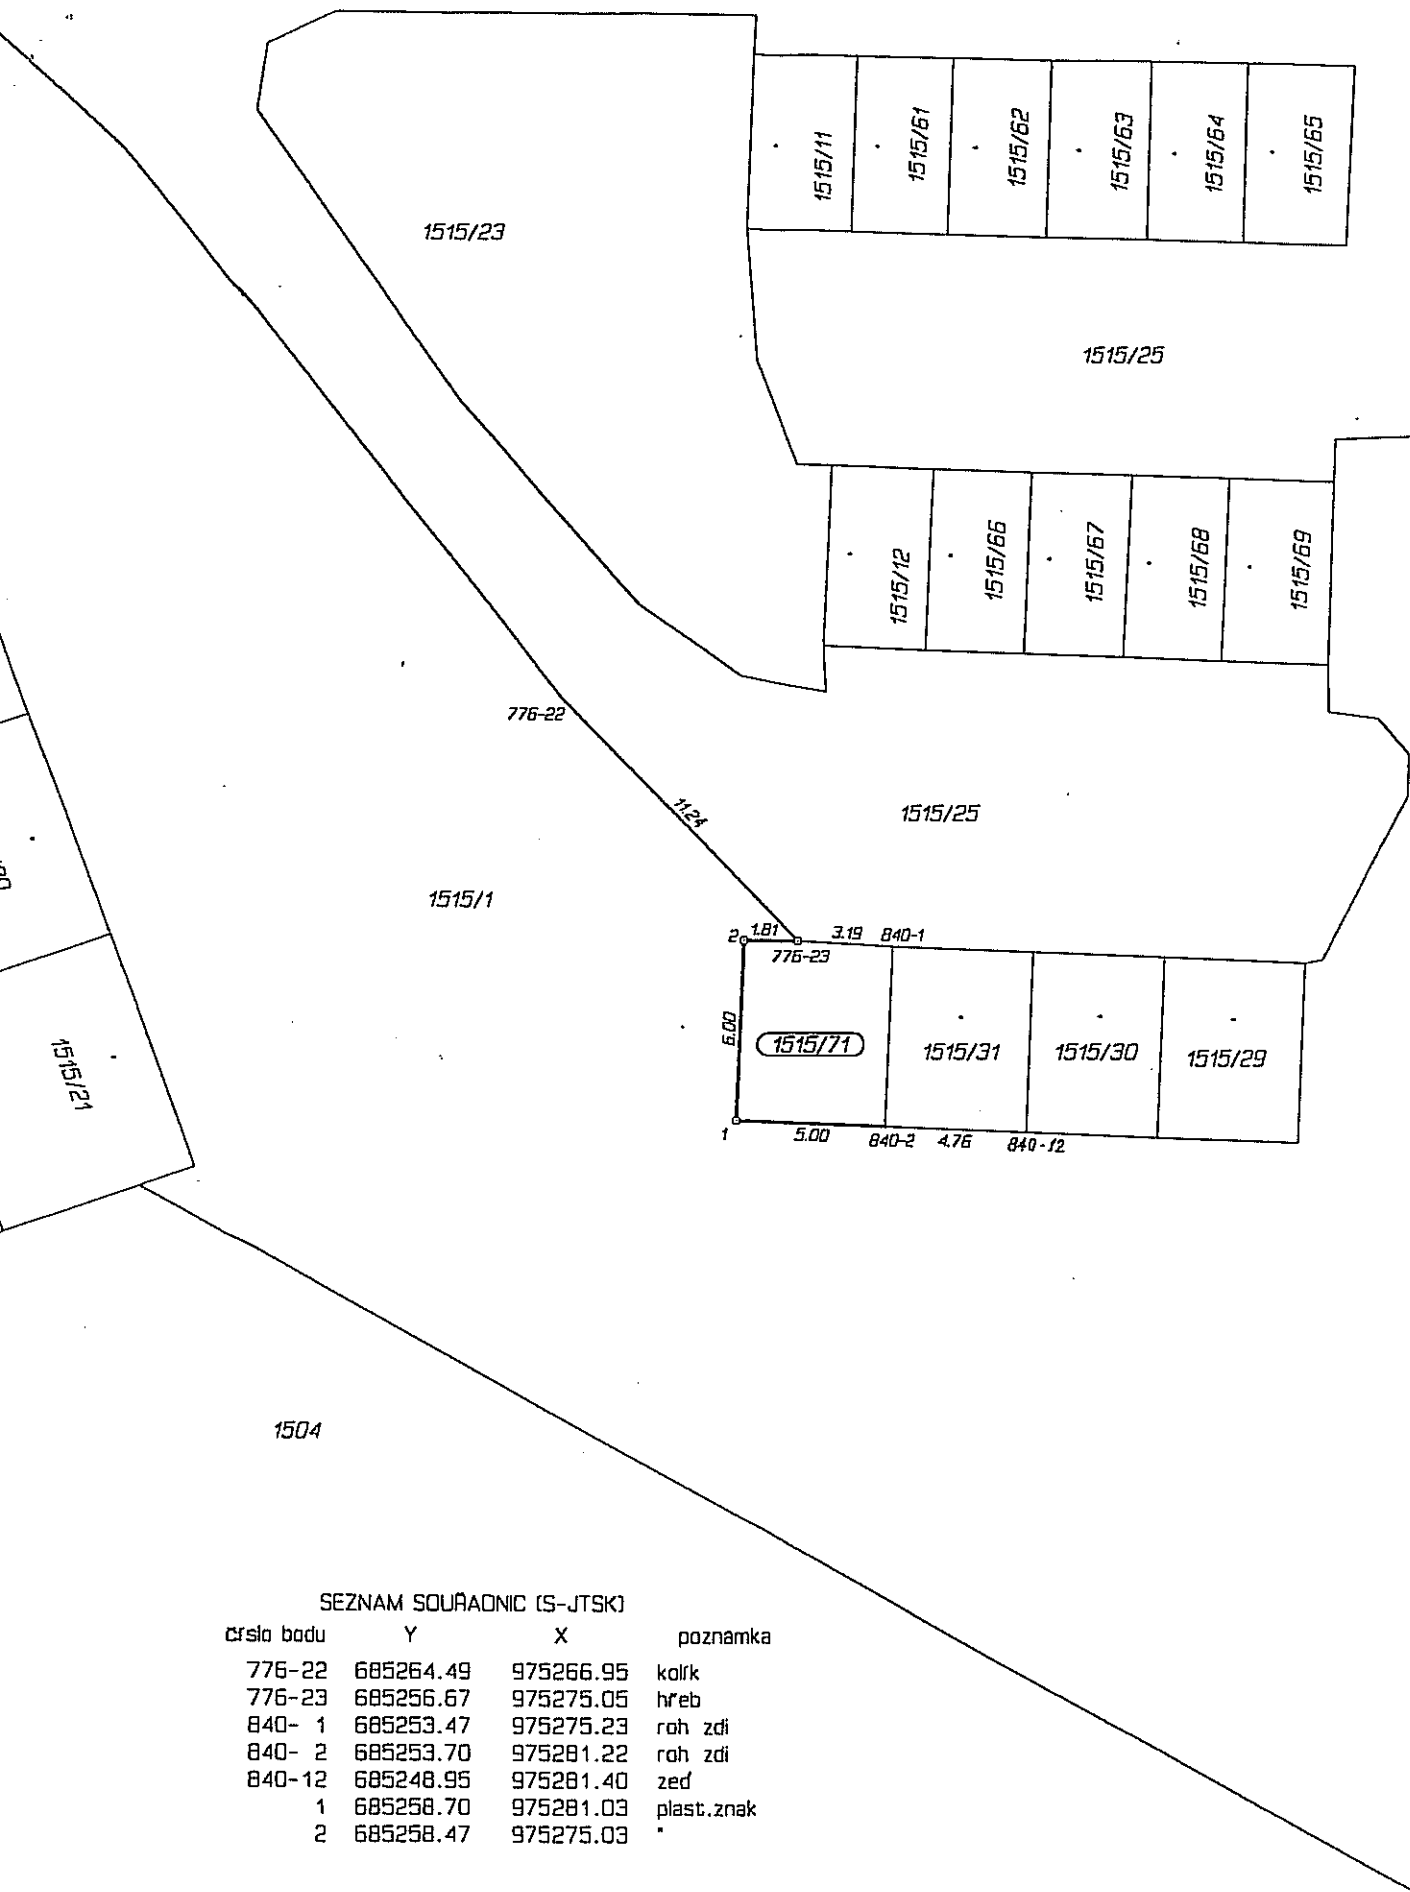 1515/11
1515/61
1515/62
1515/63
1515/64
1515/65
1515/23
1515/25
1515/12
1515/66
1515/67
1515/68
1515/69
776-22
11.24
1515/25
1515/1
2 1.81 3.19 840-1
776-23
6.00
1515/71
1515/31
1515/30
1515/29
1 5.00 840-2 4.76 840-12
1515/21
1504
SEZNAM SOUŘADNIC (S-JTSK)
číslo bodu Y X poznámka
776-22 685264.49 975266.95 kolík
776-23 685256.67 975275.05 hřeb
840- 1 685253.47 975275.23 roh zdi
840- 2 685253.70 975281.22 roh zdi
840-12 685248.95 975281.40 zeď
1 685258.70 975281.03 plast.znak
2 685258.47 975275.03 "